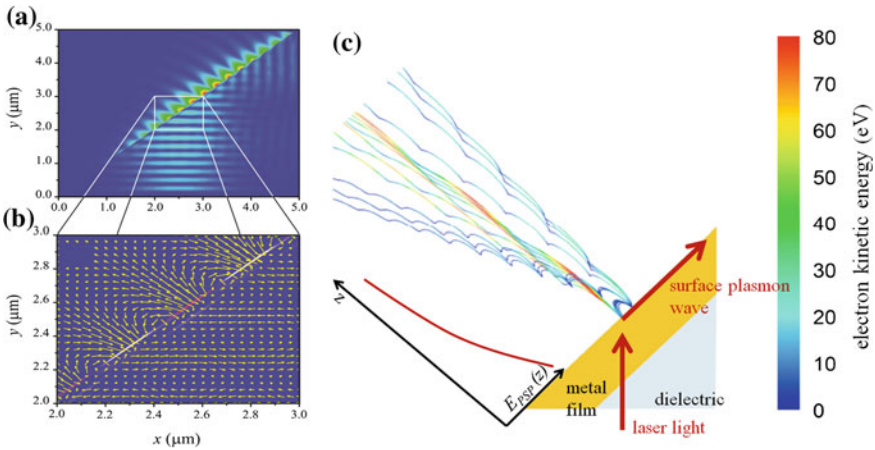 (a)
5.0
4.0
3.0
2.0
1.0
0.0
y (μm)
0.0 1.0 2.0 3.0 4.0 5.0
(b)
3.0
2.8
2.6
2.4
2.2
2.0
y (μm)
2.0 2.2 2.4 2.6 2.8 3.0
x (μm)
(c)
z
E_PSP(z)
metal
film
dielectric
laser light
surface plasmon
wave
80
70
60
50
40
30
20
10
0
electron kinetic energy (eV)